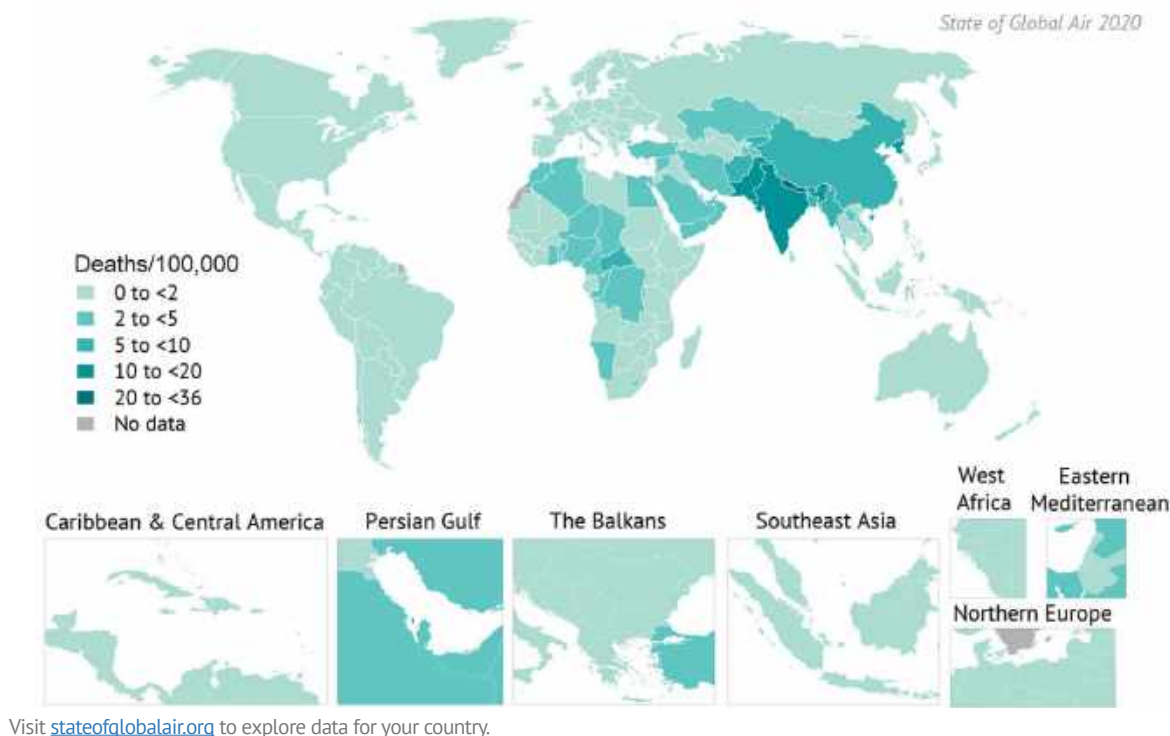 State of Global Air 2020
Deaths/100,000
0 to <2
2 to <5
5 to <10
10 to <20
20 to <36
No data
West
Africa
Eastern
Mediterranean
Caribbean & Central America
Persian Gulf
The Balkans
Southeast Asia
Northern Europe
Visit stateofglobalair.org to explore data for your country.